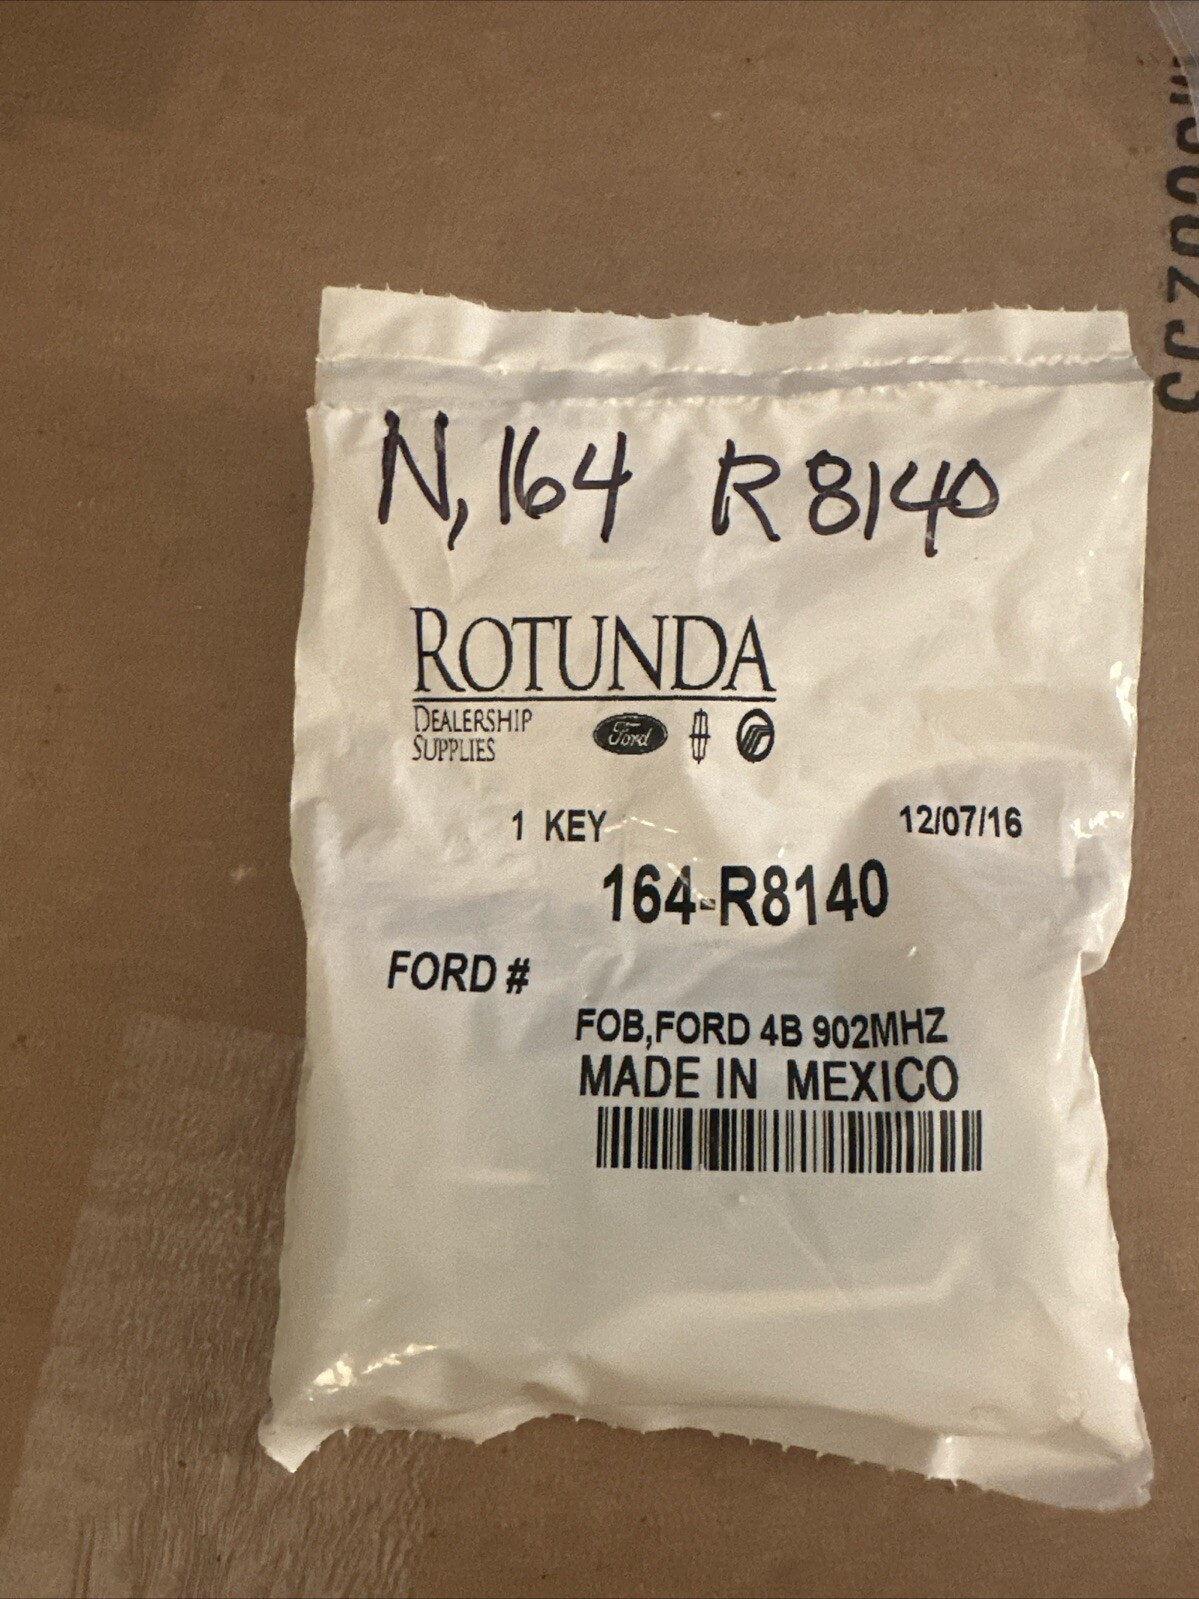 N, 164 R8140
ROTUNDA
DEALERSHIP
SUPPLIES
Ford
1 KEY
12/07/16
164-R8140
FORD #
FOB,FORD 4B 902MHZ
MADE IN MEXICO